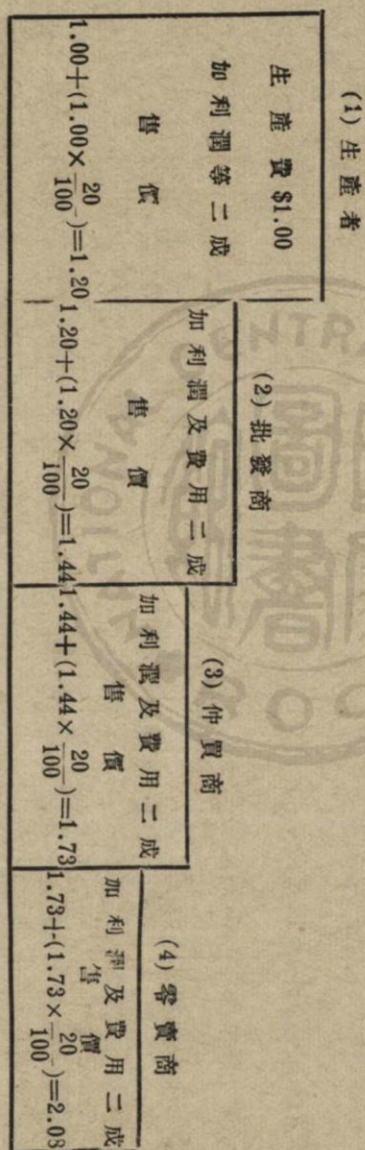 (1) 生產者
生產費 $1.00
加利潤等二成
售價
1.00+(1.00×20/100)=1.20
(2) 批發商
加利潤及費用二成
售價
1.20+(1.20×20/100)=1.44
(3) 仲買商
加利潤及費用二成
售價
1.44+(1.44×20/100)=1.73
(4) 零賣商
加利潤及費用二成
售價
1.73+(1.73×20/100)=2.08